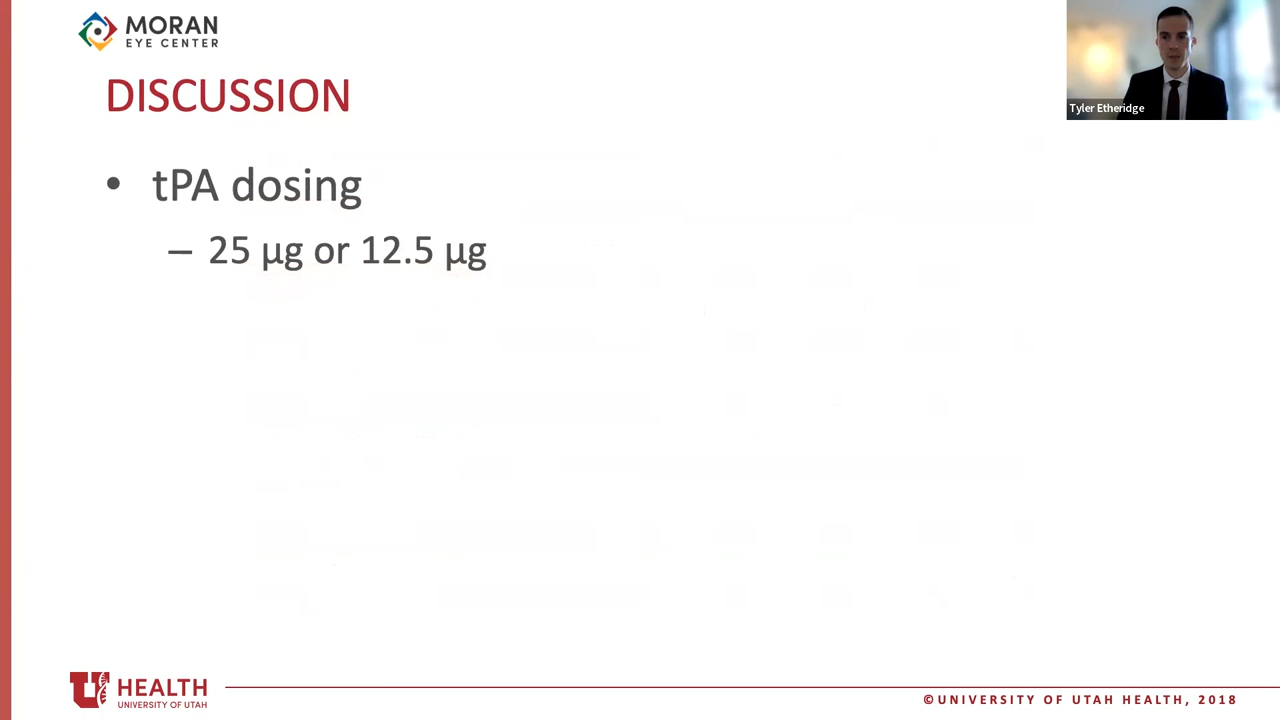 MORAN
EYE CENTER
Tyler Etheridge
DISCUSSION
• tPA dosing
– 25 µg or 12.5 µg
U HEALTH
UNIVERSITY OF UTAH
©UNIVERSITY OF UTAH HEALTH, 2018